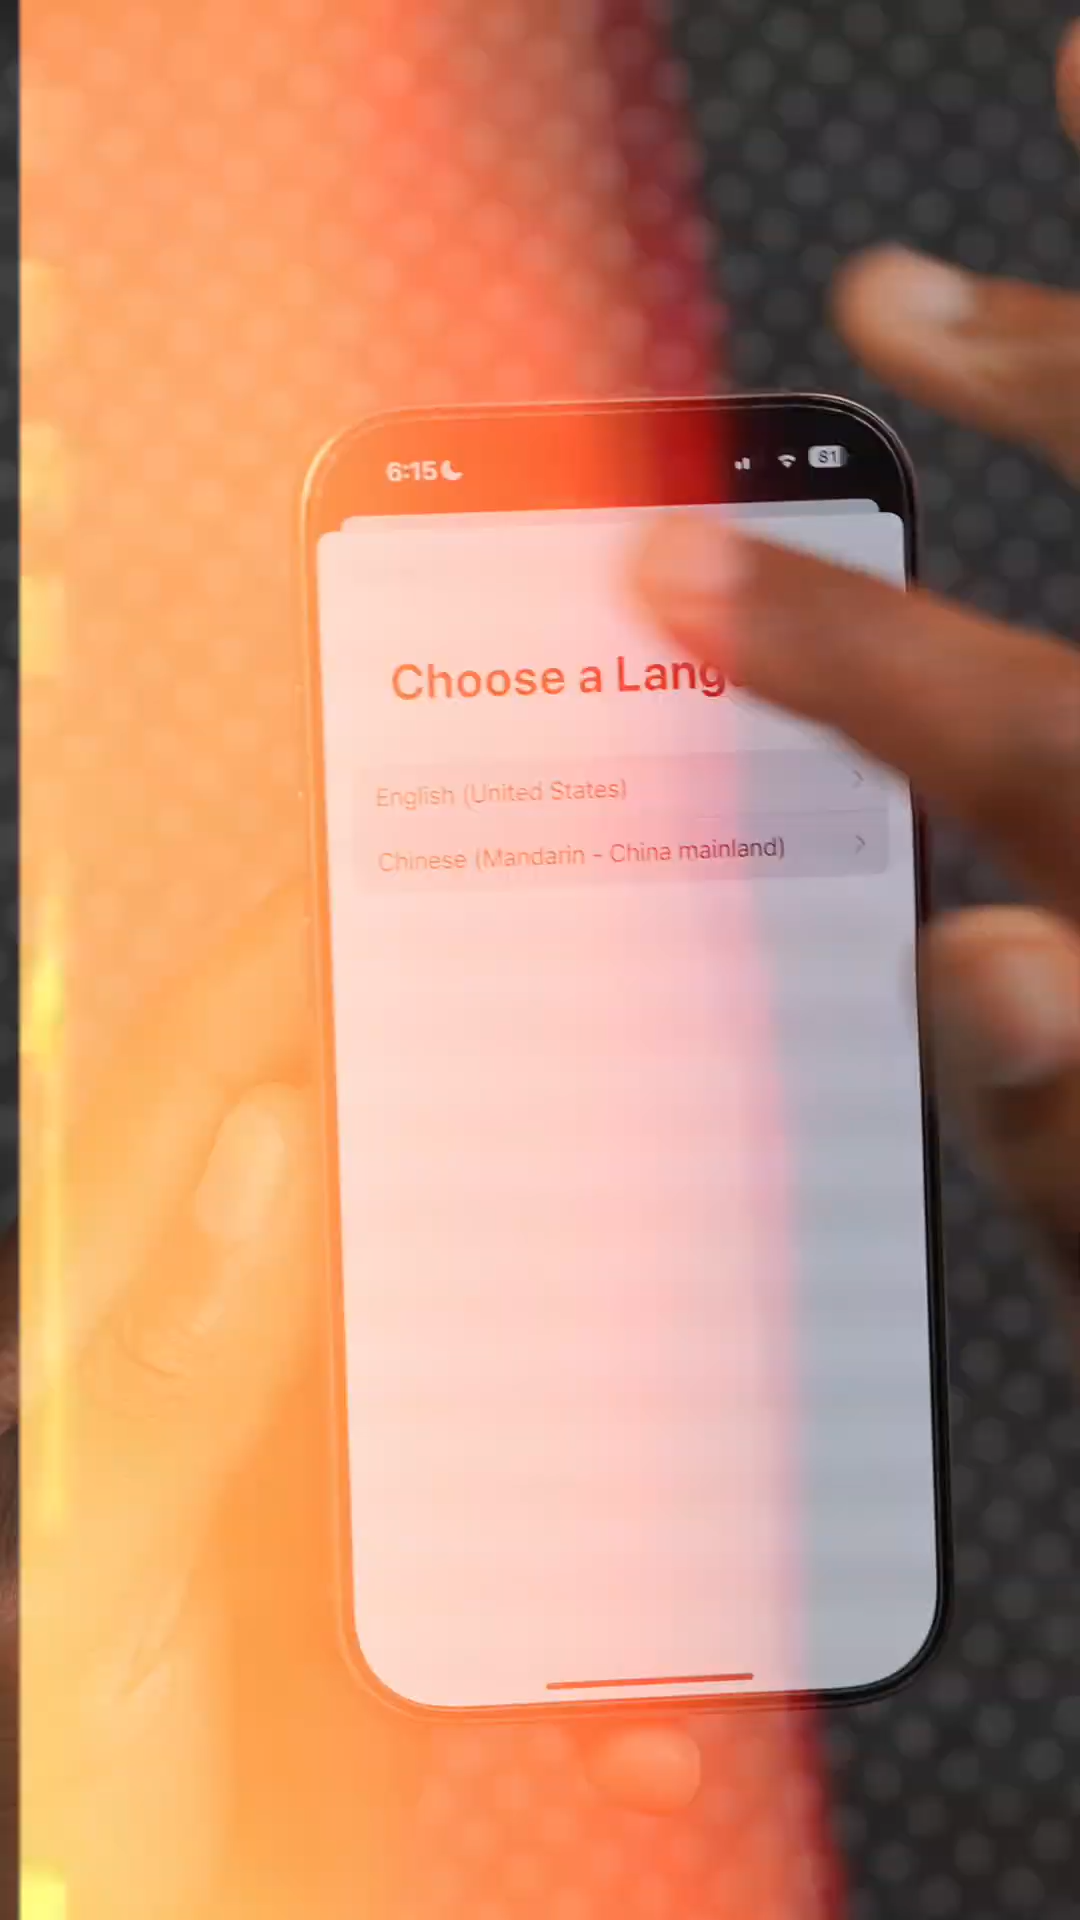 6:15
81
Choose a Lang
English (United States)
Chinese (Mandarin - China mainland)